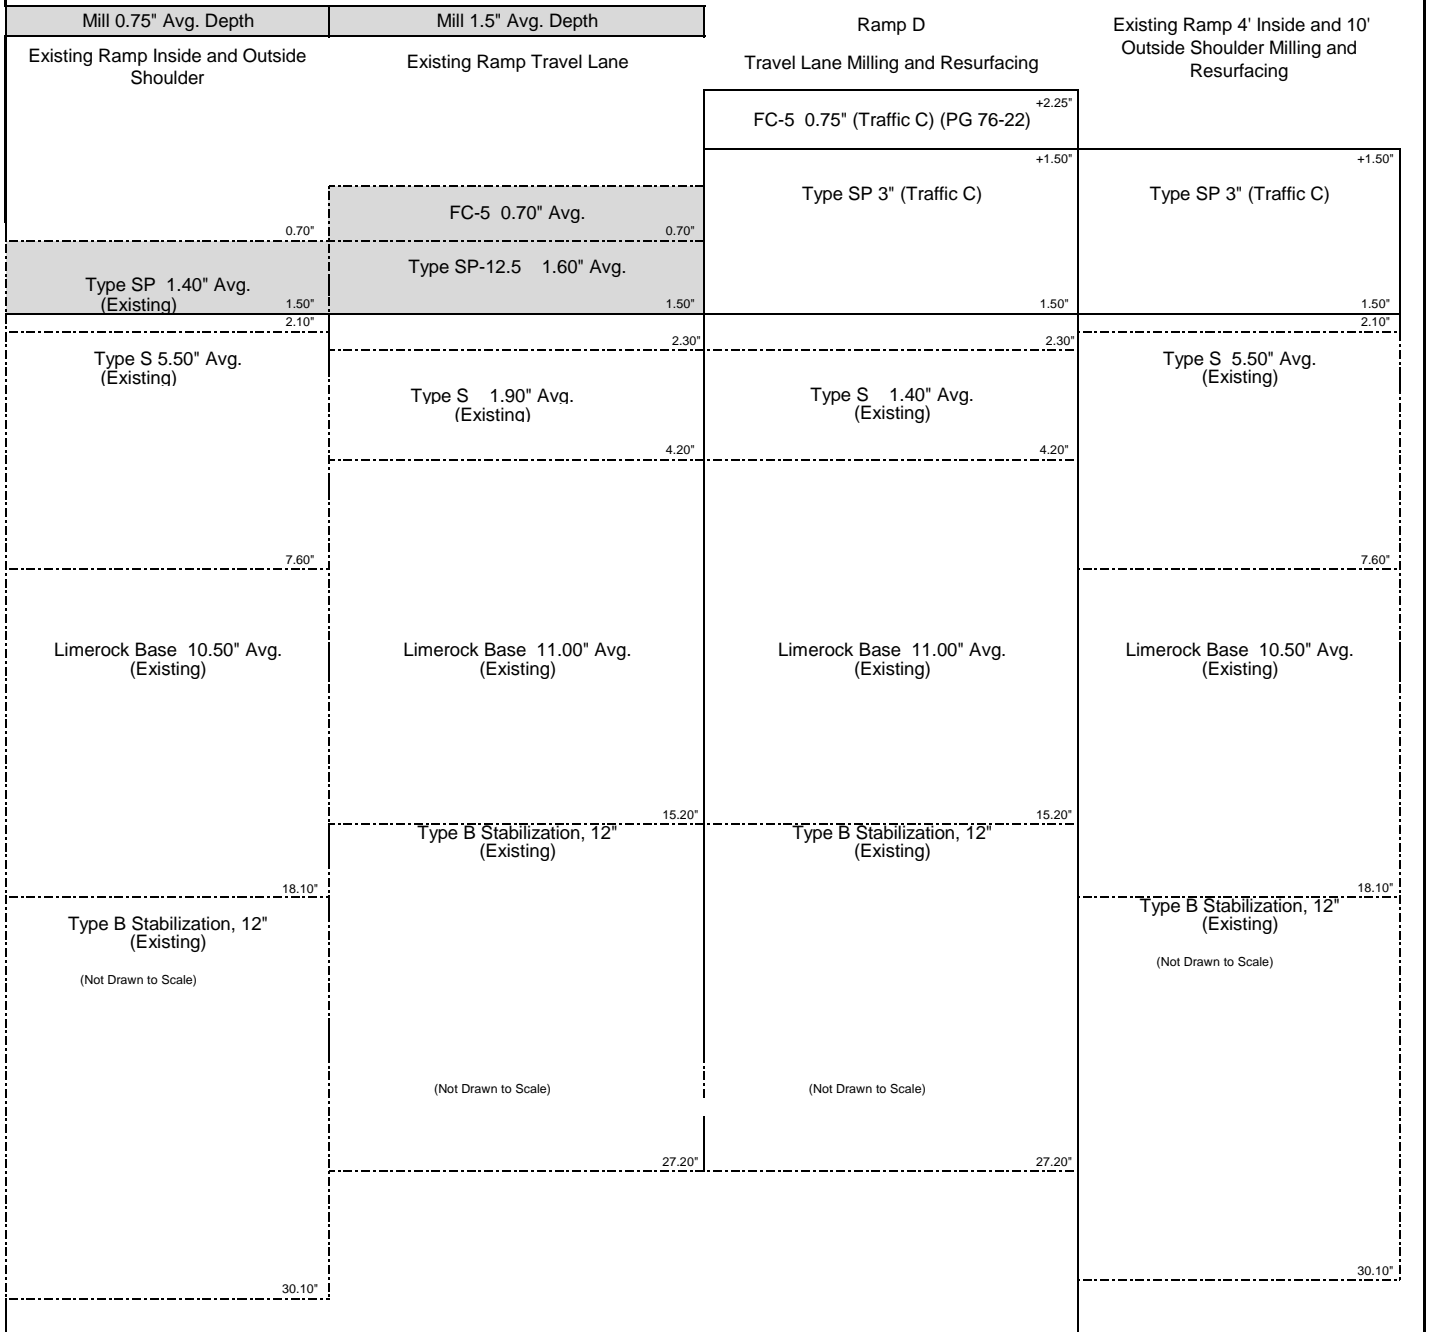 Mill 0.75" Avg. Depth
Existing Ramp Inside and Outside
Shoulder
0.70"
Type SP 1.40" Avg.
(Existing)
1.50"
2.10"
Type S 5.50" Avg.
(Existing)
7.60"
Limerock Base 10.50" Avg.
(Existing)
18.10"
Type B Stabilization, 12"
(Existing)
(Not Drawn to Scale)
30.10"
Mill 1.5" Avg. Depth
Existing Ramp Travel Lane
FC-5 0.70" Avg.
0.70"
Type SP-12.5 1.60" Avg.
1.50"
2.30"
Type S 1.90" Avg.
(Existing)
4.20"
Limerock Base 11.00" Avg.
(Existing)
15.20"
Type B Stabilization, 12"
(Existing)
(Not Drawn to Scale)
27.20"
Ramp D
Travel Lane Milling and Resurfacing
+2.25"
FC-5 0.75" (Traffic C) (PG 76-22)
+1.50"
Type SP 3" (Traffic C)
1.50"
2.30"
Type S 1.40" Avg.
(Existing)
4.20"
Limerock Base 11.00" Avg.
(Existing)
15.20"
Type B Stabilization, 12"
(Existing)
(Not Drawn to Scale)
27.20"
Existing Ramp 4' Inside and 10'
Outside Shoulder Milling and
Resurfacing
+1.50"
Type SP 3" (Traffic C)
1.50"
2.10"
Type S 5.50" Avg.
(Existing)
7.60"
Limerock Base 10.50" Avg.
(Existing)
18.10"
Type B Stabilization, 12"
(Existing)
(Not Drawn to Scale)
30.10"